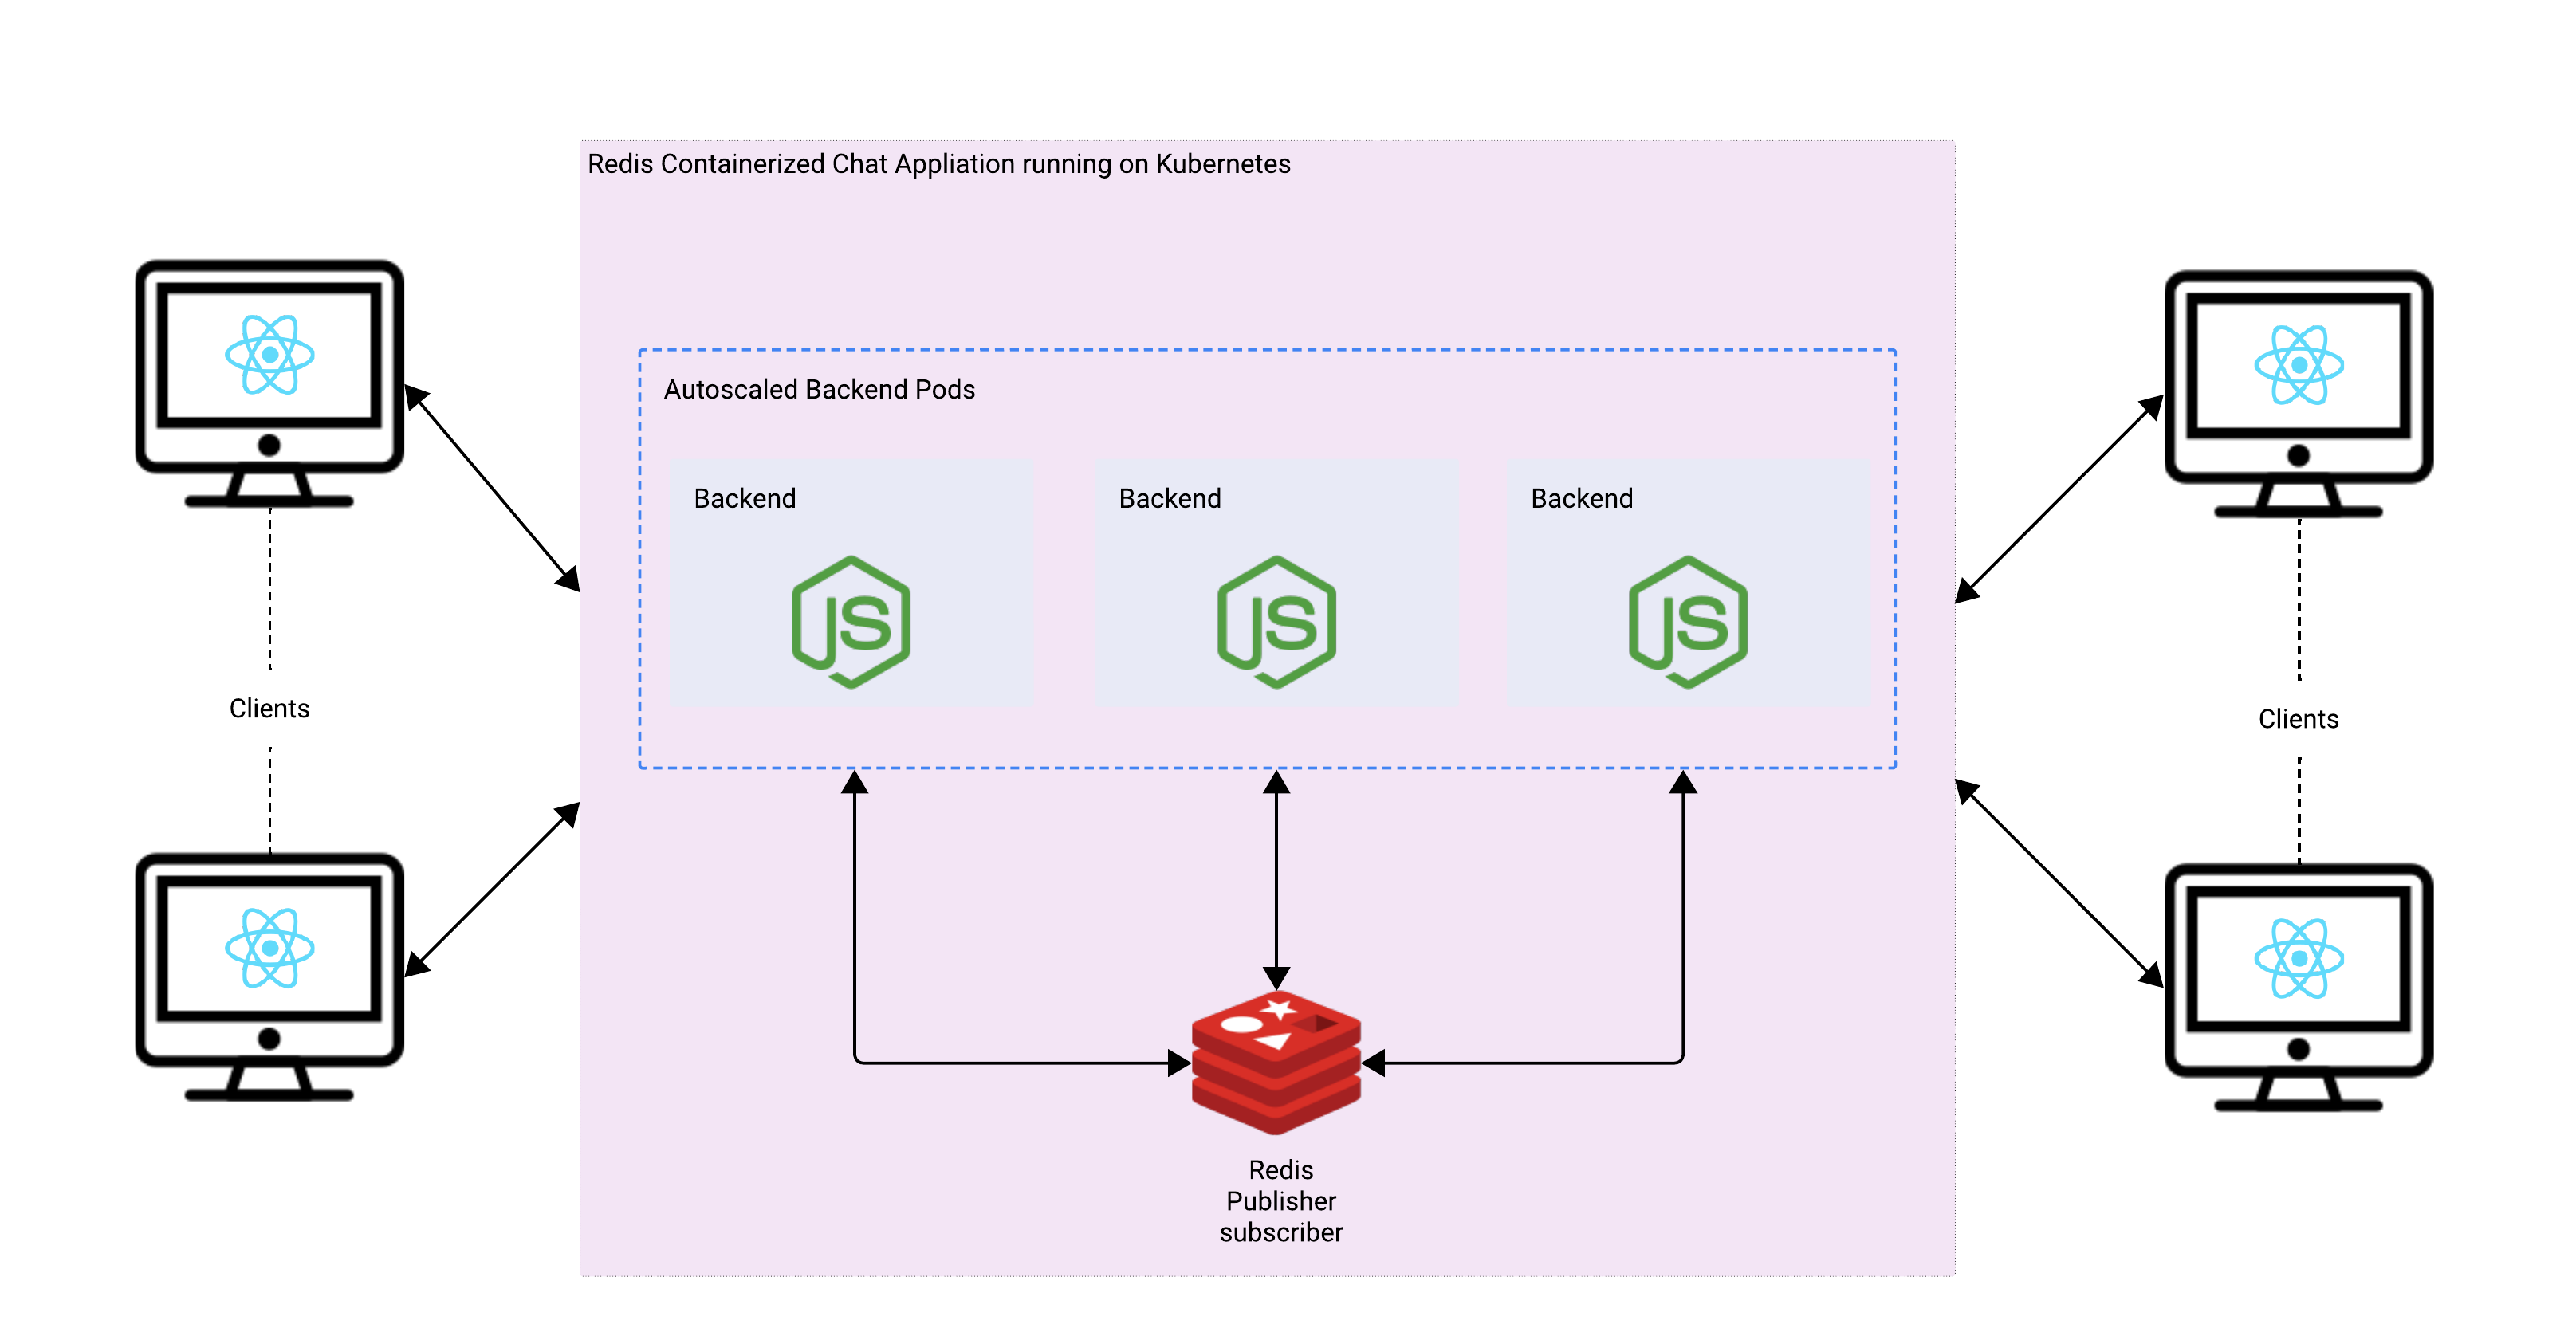 Redis Containerized Chat Appliation running on Kubernetes
Autoscaled Backend Pods
Backend
Backend
Backend
JS
JS
JS
Clients
Clients
Redis
Publisher
subscriber